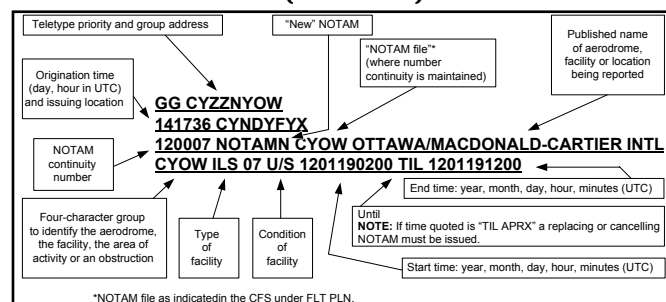 Teletype priority and group address
"New" NOTAM
"NOTAM file"*
(where number
continuity is maintained)
Published name
of aerodrome,
facility or location
being reported
Origination time
(day, hour in UTC)
and issuing location
GG CYZZNYOW
141736 CYNDYFYX
120007 NOTAMN CYOW OTTAWA/MACDONALD-CARTIER INTL
CYOW ILS 07 U/S 1201190200 TIL 1201191200
NOTAM
continuity
number
End time: year, month, day, hour, minutes (UTC)
Four-character group
to identify the aerodrome,
the facility, the area of
activity or an obstruction
Type
of
facility
Condition
of
facility
Until
NOTE: If time quoted is "TIL APRX" a replacing or cancelling
NOTAM must be issued.
Start time: year, month, day, hour, minutes (UTC)
*NOTAM file as indicatedin the CFS under FLT PLN.